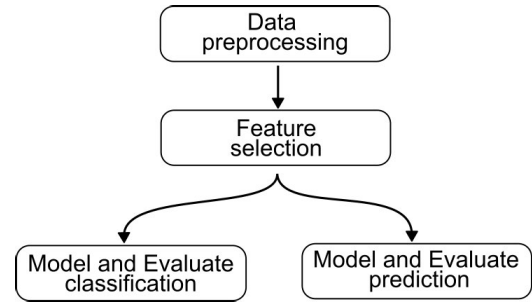 Data
preprocessing
Feature
selection
Model and Evaluate
classification
Model and Evaluate
prediction